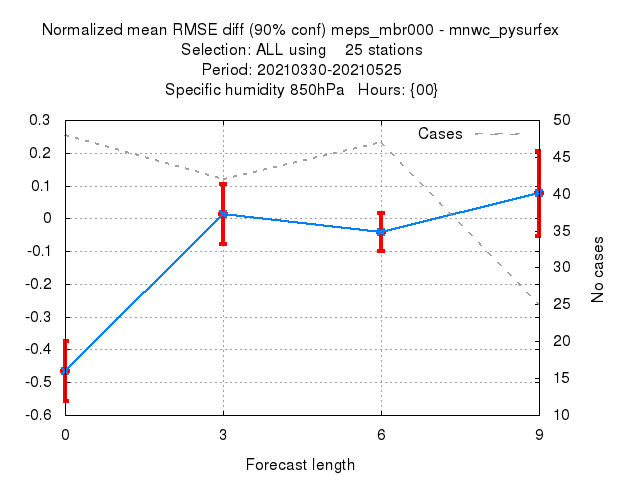 Normalized mean RMSE diff (90% conf) meps_mbr000 - mnwc_pysurfex
Selection: ALL using    25 stations
Period: 20210330-20210525
Specific humidity 850hPa   Hours: {00}
Cases
0.3
0.2
0.1
0
-0.1
-0.2
-0.3
-0.4
-0.5
-0.6
50
45
40
35
30
25
20
15
10
No cases
0 3 6 9
Forecast length